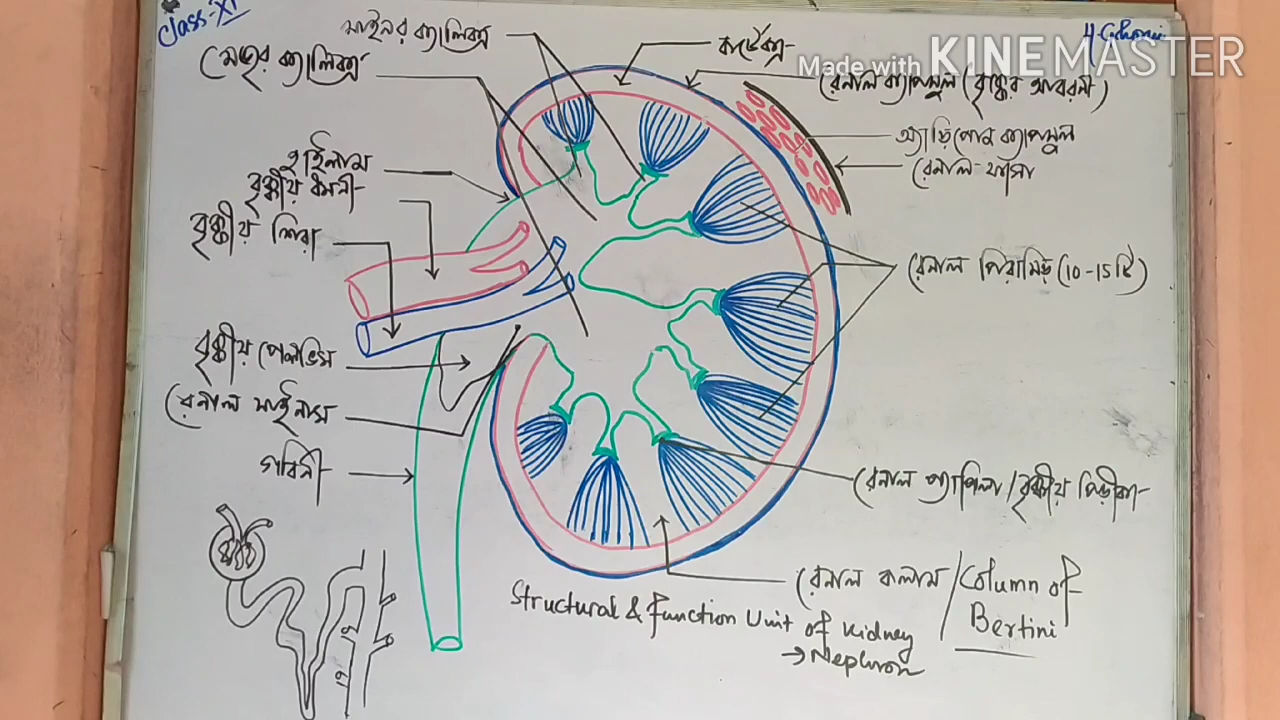 Class-XI
Made with KINEMASTER
মাইনর ক্যালিক্স
মেজর ক্যালিক্স
কর্টেক্স
রেনাল ক্যাপসুল (বৃক্কের আবরনী)
অ্যাডিপোস ক্যাপসুল
রেনাল ফাসা
হাইলাম
বৃক্কীয় ধমনী
বৃক্কীয় শিরা
রেনাল পিরামিড (10-15টি)
বৃক্কীয় পেলভিস
রেনাল সাইনাস
গবিনী
রেনাল প্যাপিলা / বৃক্কীয় পিড়ীকা
রেনাল কলাম / Column of
Bertini
Structural & function Unit of Kidney
→ Nephron